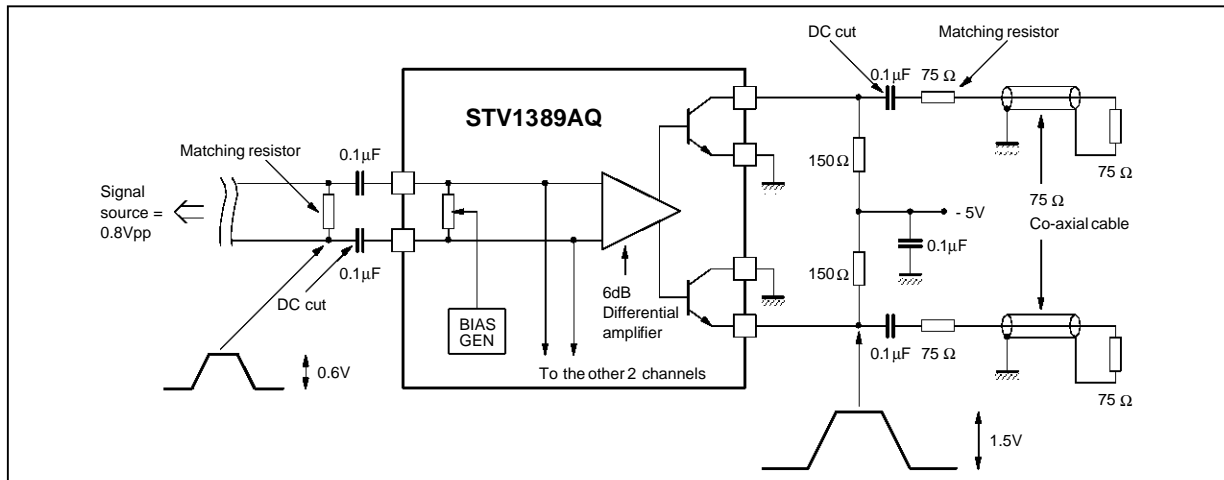 DC cut
Matching resistor
0.1µF
75 Ω
STV1389AQ
Matching resistor
0.1µF
150Ω
75 Ω
Signal
source =
0.8Vpp
75 Ω
- 5V
Co-axial cable
0.1µF
0.1µF
150Ω
DC cut
6dB
Differential
amplifier
BIAS
GEN
0.1µF
75 Ω
To the other 2 channels
0.6V
75 Ω
1.5V